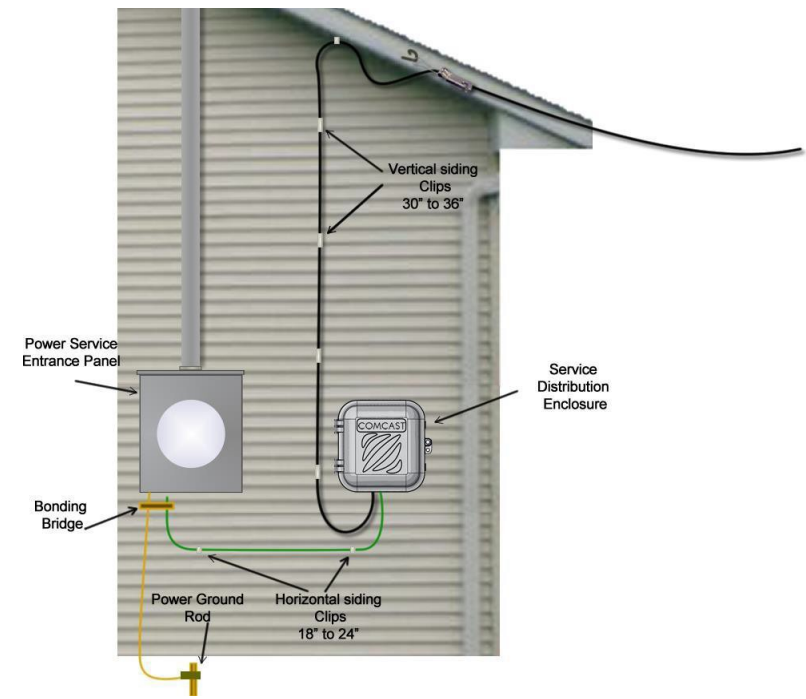 Vertical siding
Clips
30" to 36"
Power Service
Entrance Panel
Service
Distribution
Enclosure
COMCAST
Bonding
Bridge
Power Ground
Rod
Horizontal siding
Clips
18" to 24"